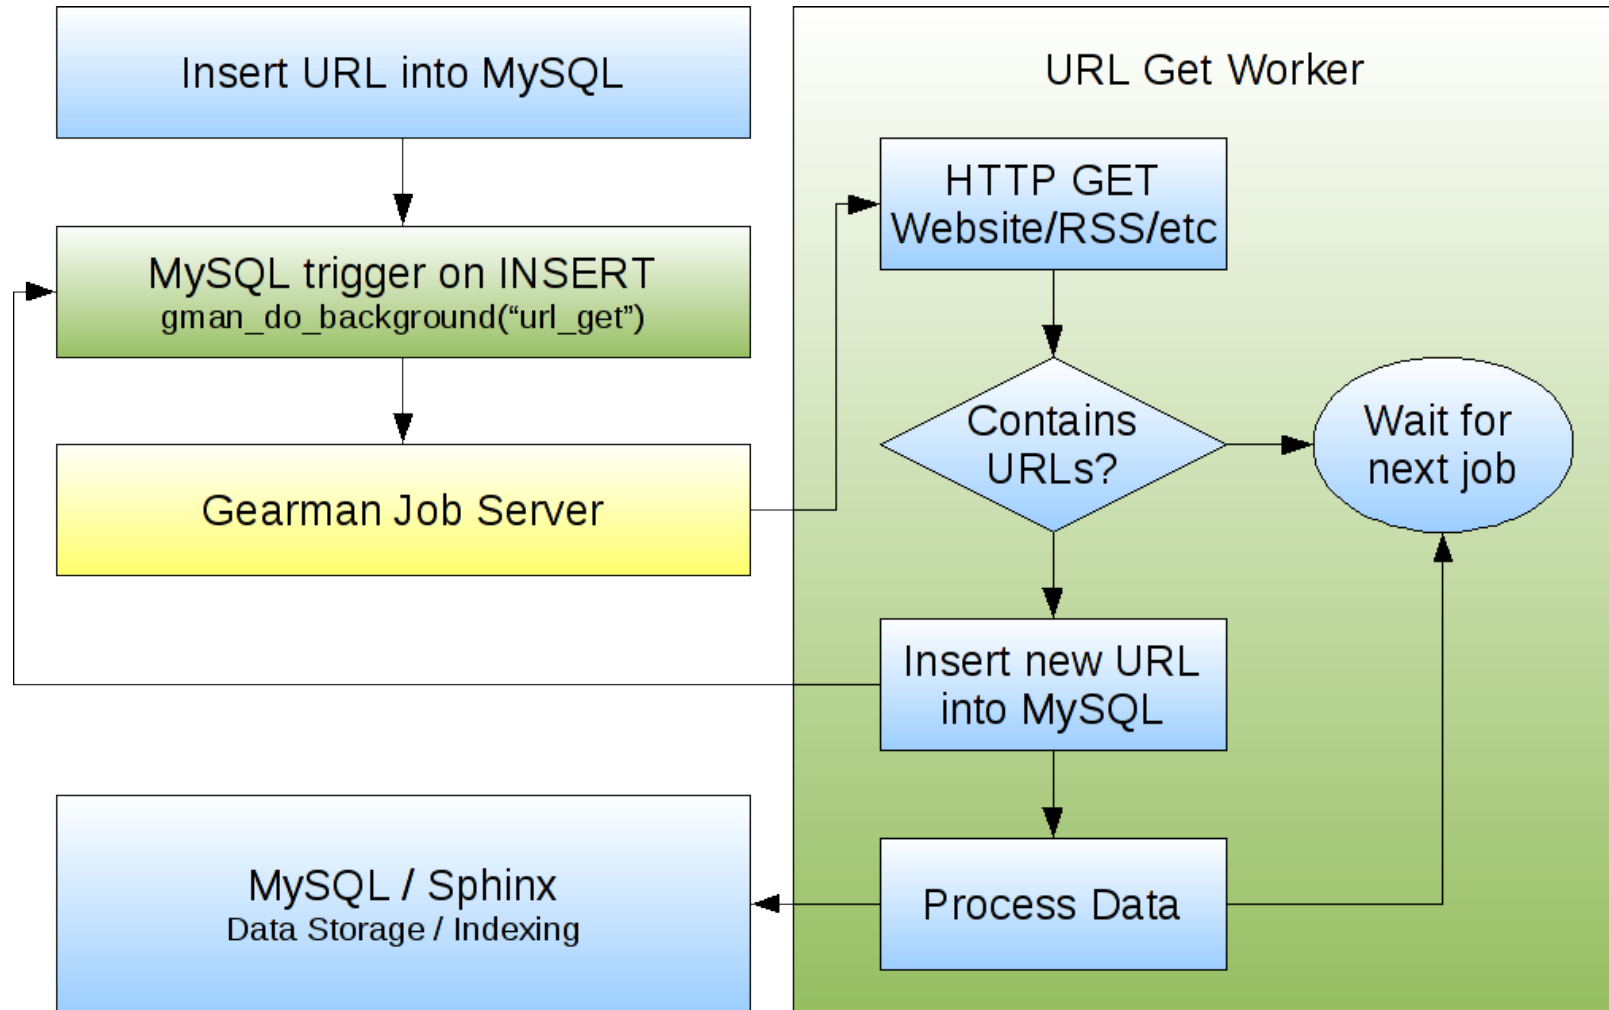 Insert URL into MySQL
MySQL trigger on INSERT
gman_do_background(“url_get”)
Gearman Job Server
MySQL / Sphinx
Data Storage / Indexing
URL Get Worker
HTTP GET
Website/RSS/etc
Contains
URLs?
Wait for
next job
Insert new URL
into MySQL
Process Data